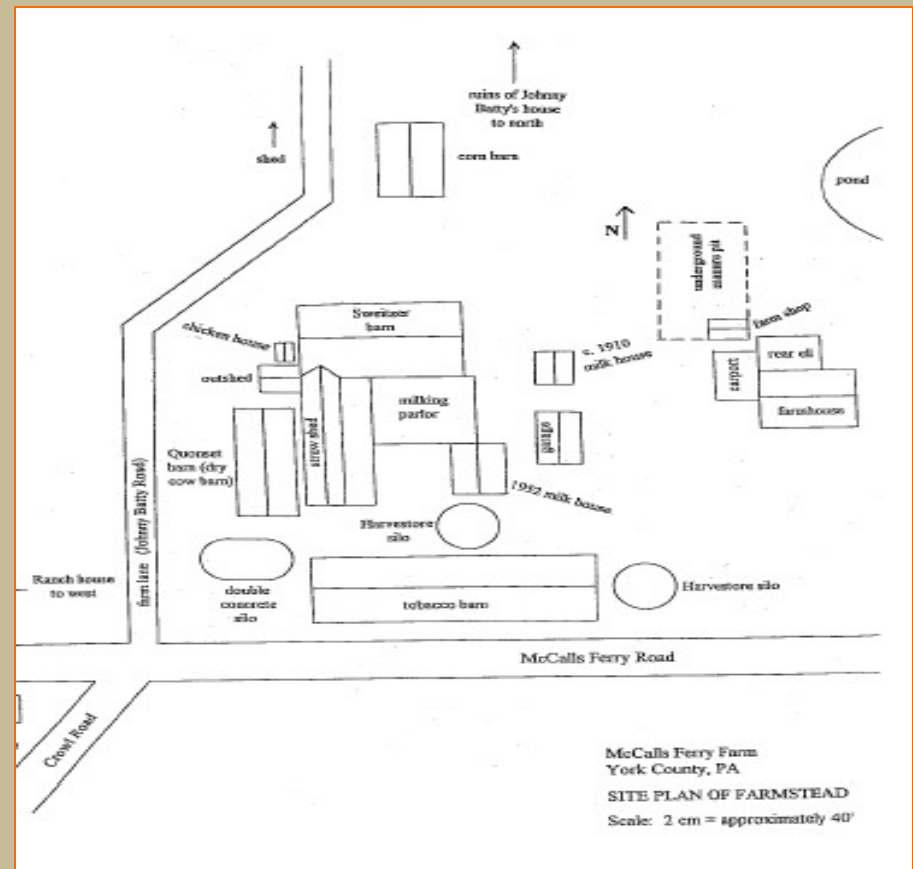 ruins of Johnny
Batty's house
to north
shed
corn barn
pond
N
underground
manure pit
farm shop
Sweitzer
barn
chicken house
c. 1910
milk house
carport
rear ell
outshed
milking
parlor
farmhouse
straw shed
garage
Quonset
barn (dry
cow barn)
1952 milk house
farm lane (Johnny Batty Road)
Harvestore
silo
Ranch house
to west
double
concrete
silo
tobacco barn
Harvestore silo
McCalls Ferry Road
Crowl Road
McCalls Ferry Farm
York County, PA
SITE PLAN OF FARMSTEAD
Scale: 2 cm = approximately 40'